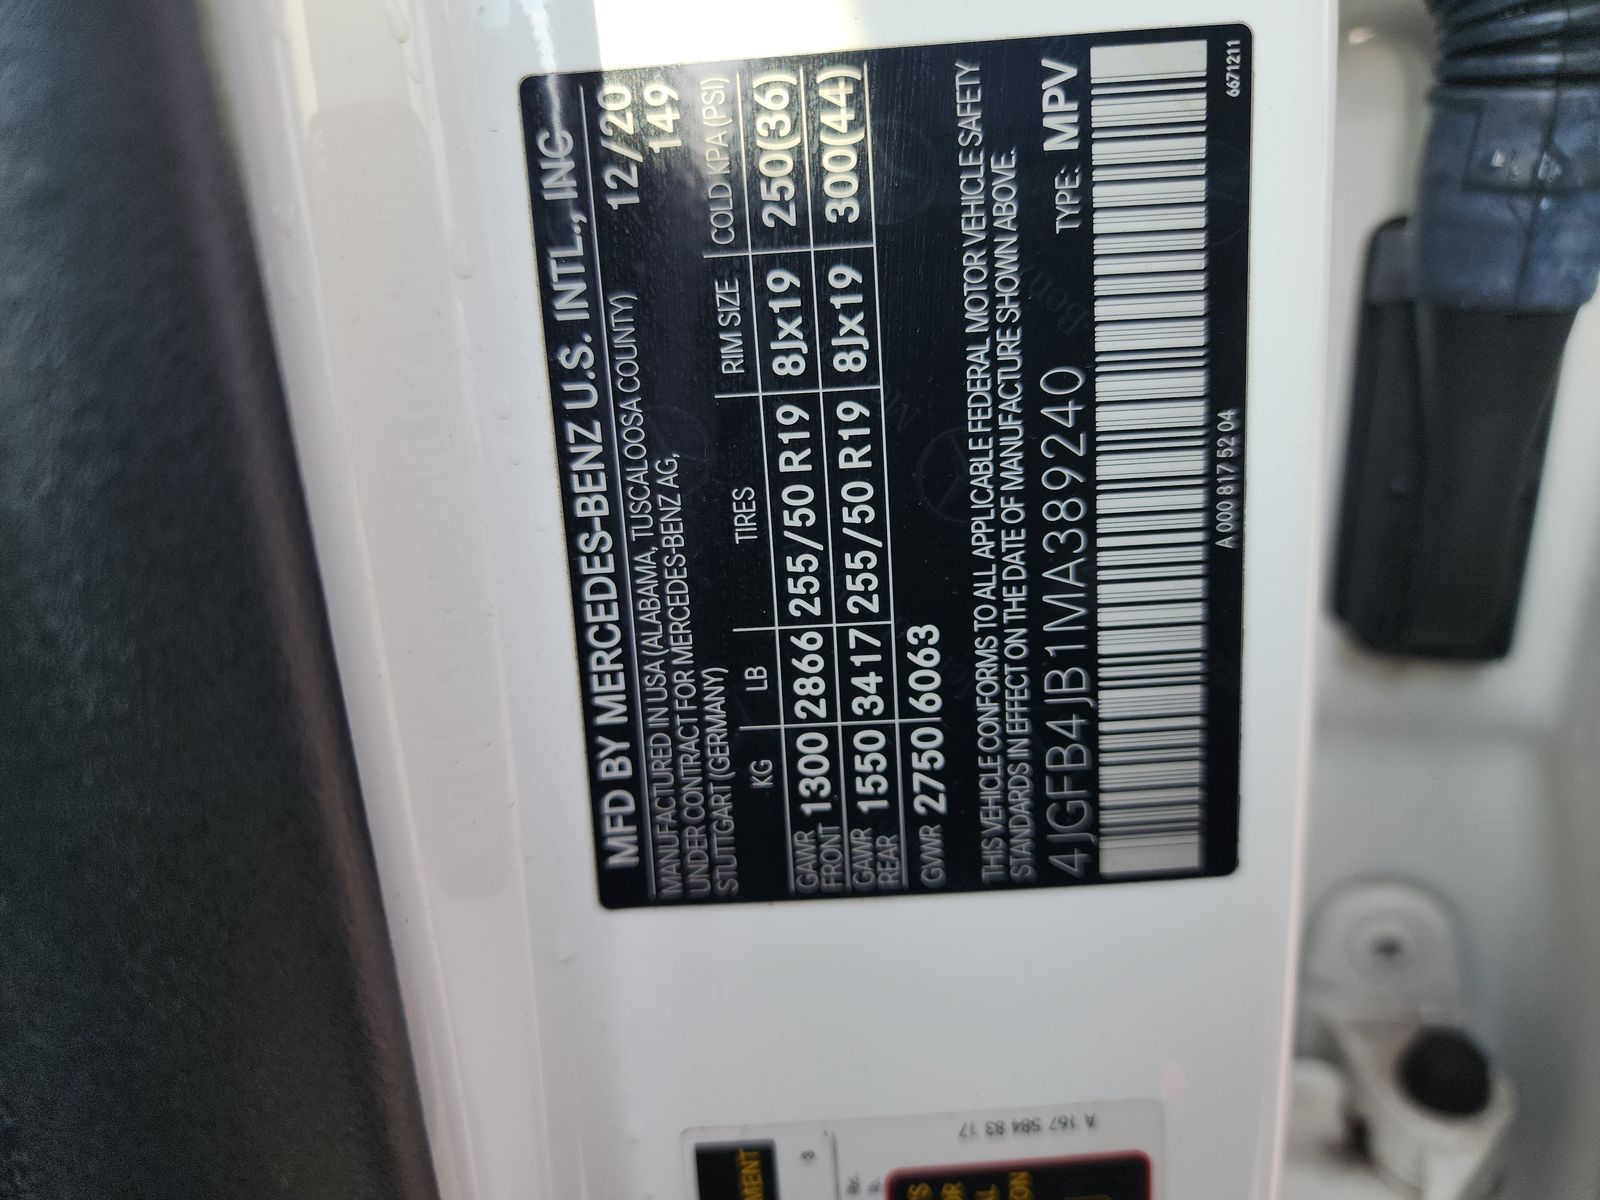 MFD BY MERCEDES-BENZ U.S. INTL., INC
MANUFACTURED IN USA (ALABAMA, TUSCALOOSA COUNTY) 12/20
UNDER CONTRACT FOR MERCEDES-BENZ AG, 149
STUTTGART (GERMANY)
KG LB TIRES RIM SIZE COLD KPA (PSI)
GAWR FRONT 1300 2866 255/50 R19 8Jx19 250(36)
GAWR REAR 1550 3417 255/50 R19 8Jx19 300(44)
GVWR 2750 6063
THIS VEHICLE CONFORMS TO ALL APPLICABLE FEDERAL MOTOR VEHICLE SAFETY
STANDARDS IN EFFECT ON THE DATE OF MANUFACTURE SHOWN ABOVE.
4JGFB4JB1MA389240 TYPE: MPV
A 000 817 52 04 6671211
A 167 584 83 17